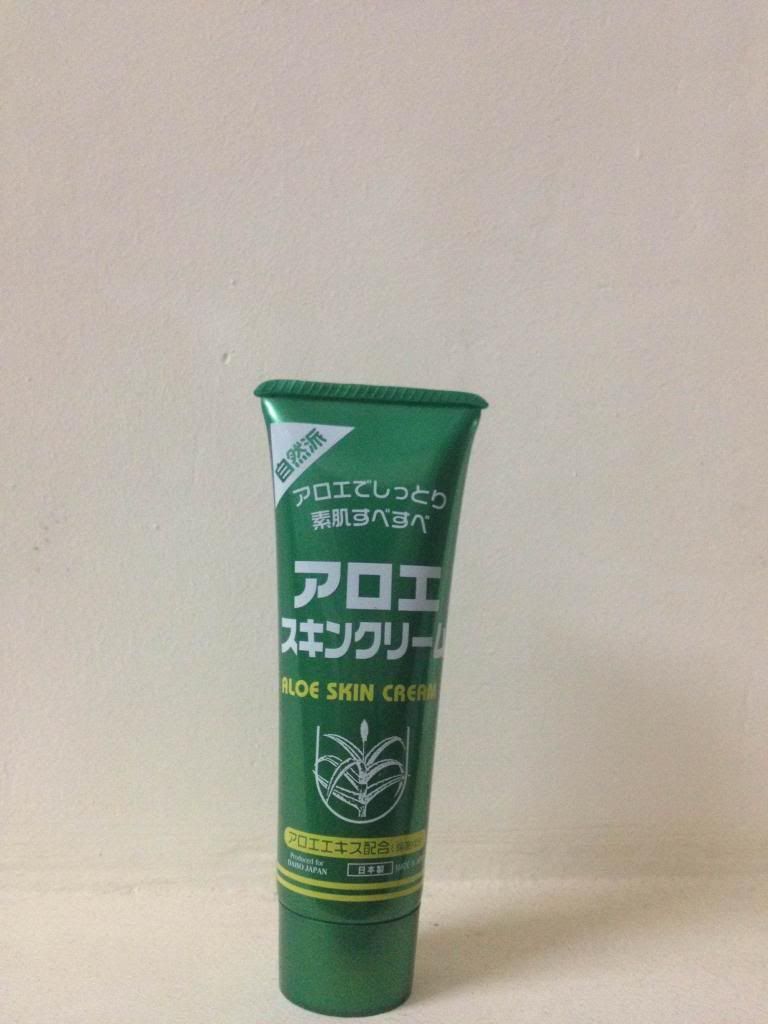 自然派
アロエでしっとり
素肌すべすべ
アロエ
スキンクリーム
ALOE SKIN CREAM
アロエエキス配合
Produced for
DAISO JAPAN
日本製 MADE IN